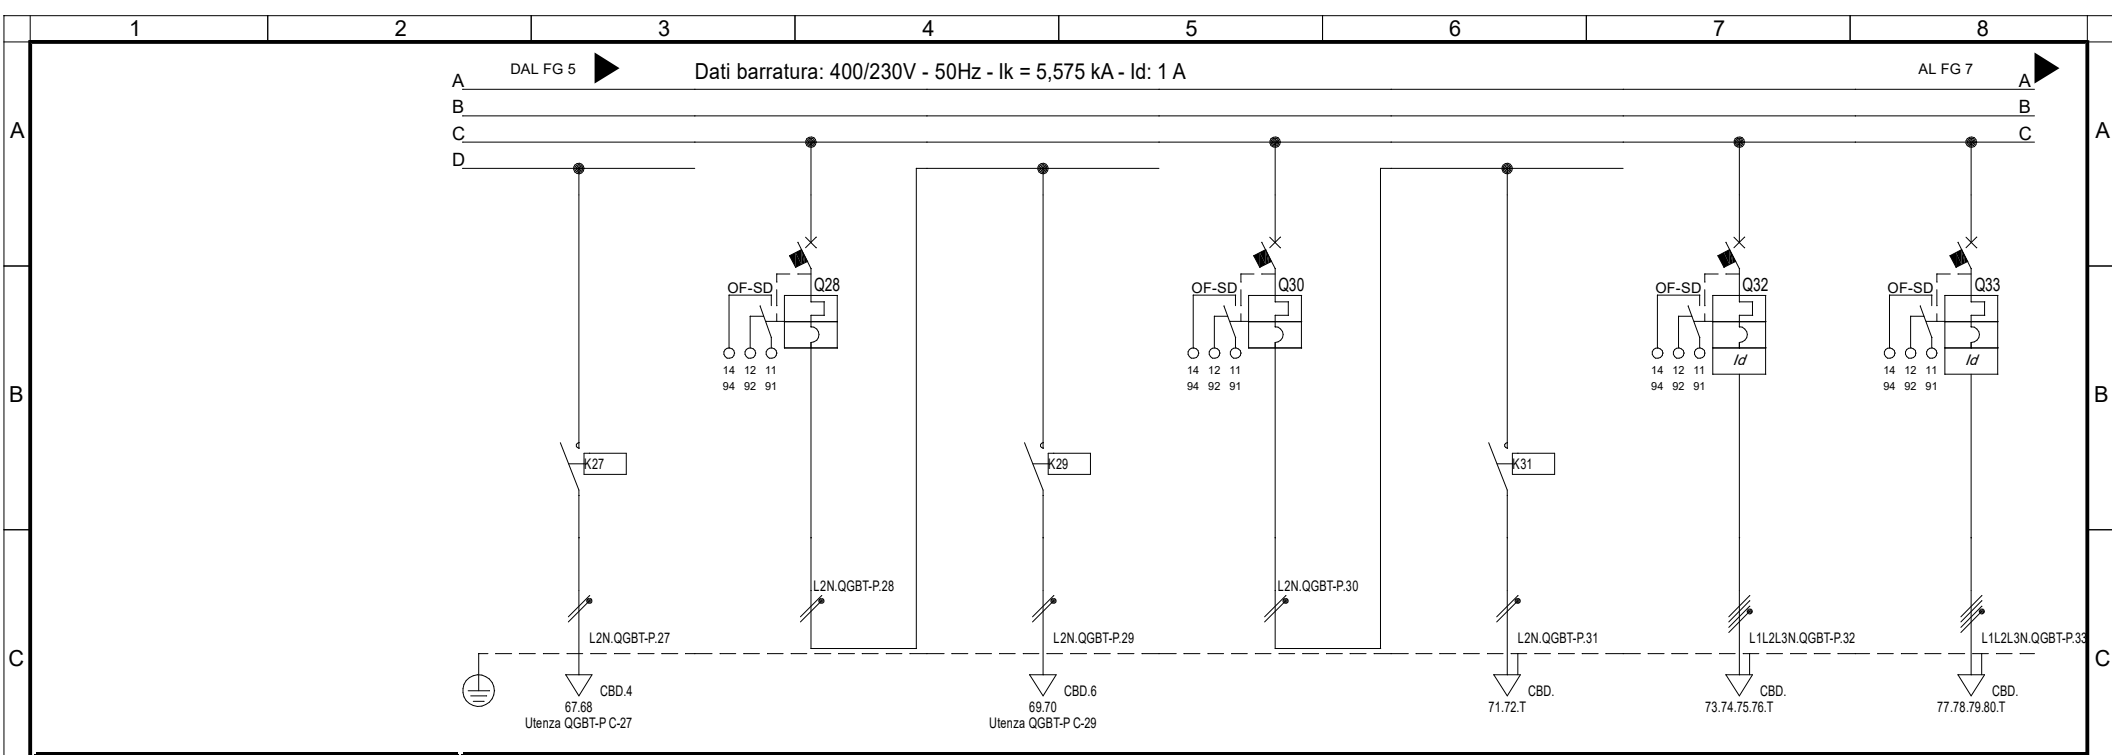 1 2 3 4 5 6 7 8
DAL FG 5 Dati barratura: 400/230V - 50Hz - Ik = 5,575 kA - Id: 1 A AL FG 7
A A
B B
C C
A A
D
OF-SD Q28 OF-SD Q30 OF-SD Q32 OF-SD Q33
14 12 11 14 12 11 14 12 11 14 12 11
Id Id
94 92 91 94 92 91 94 92 91 94 92 91
B B
K27 K29 K31
L2N.QGBT-P.28 L2N.QGBT-P.30
L2N.QGBT-P.27 L2N.QGBT-P.29 L2N.QGBT-P.31 L1L2L3N.QGBT-P.32 L1L2L3N.QGBT-P.33
C C
CBD.4 CBD.6 CBD. CBD. CBD.
67.68 69.70 71.72.T 73.74.75.76.T 77.78.79.80.T
Utenza QGBT-P C-27 Utenza QGBT-P C-29